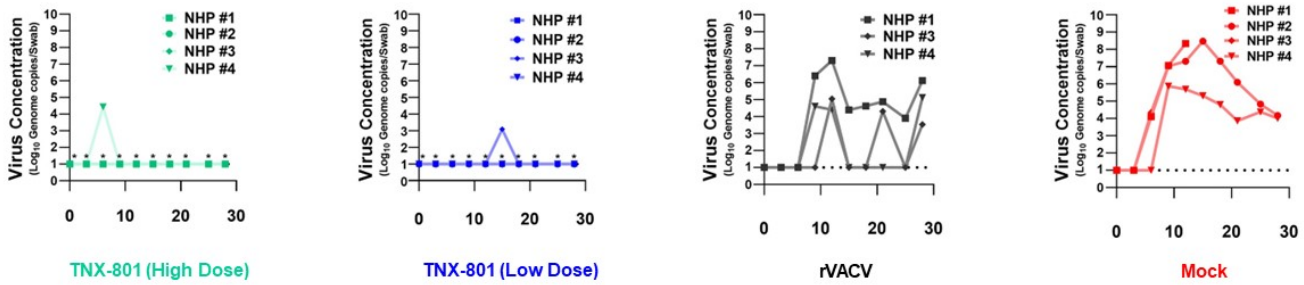 Virus Concentration
(Log10 Genome copies/Swab)
10
9
8
7
6
5
4
3
2
1
0
NHP #1
NHP #2
NHP #3
NHP #4
* * * * * * * * * *
0 10 20 30
TNX-801 (High Dose)
Virus Concentration
(Log10 Genome copies/Swab)
10
9
8
7
6
5
4
3
2
1
0
NHP #1
NHP #2
NHP #3
NHP #4
* * * * * * * * * *
0 10 20 30
TNX-801 (Low Dose)
Virus Concentration
(Log10 Genome copies/Swab)
10
9
8
7
6
5
4
3
2
1
0
NHP #1
NHP #3
NHP #4
0 10 20 30
rVACV
Virus Concentration
(Log10 Genome copies/Swab)
10
9
8
7
6
5
4
3
2
1
0
NHP #1
NHP #2
NHP #3
NHP #4
0 10 20 30
Mock